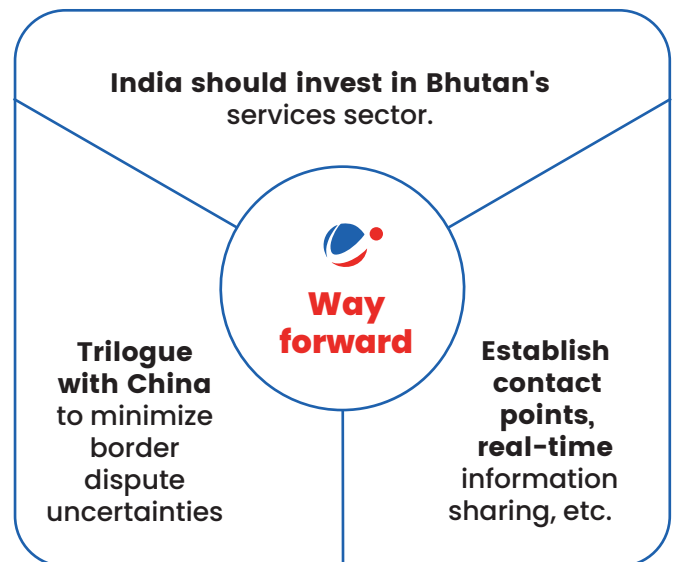 India should invest in Bhutan's
services sector.
Way
forward
Trilogue
with China
to minimize
border
dispute
uncertainties
Establish
contact
points,
real-time
information
sharing, etc.